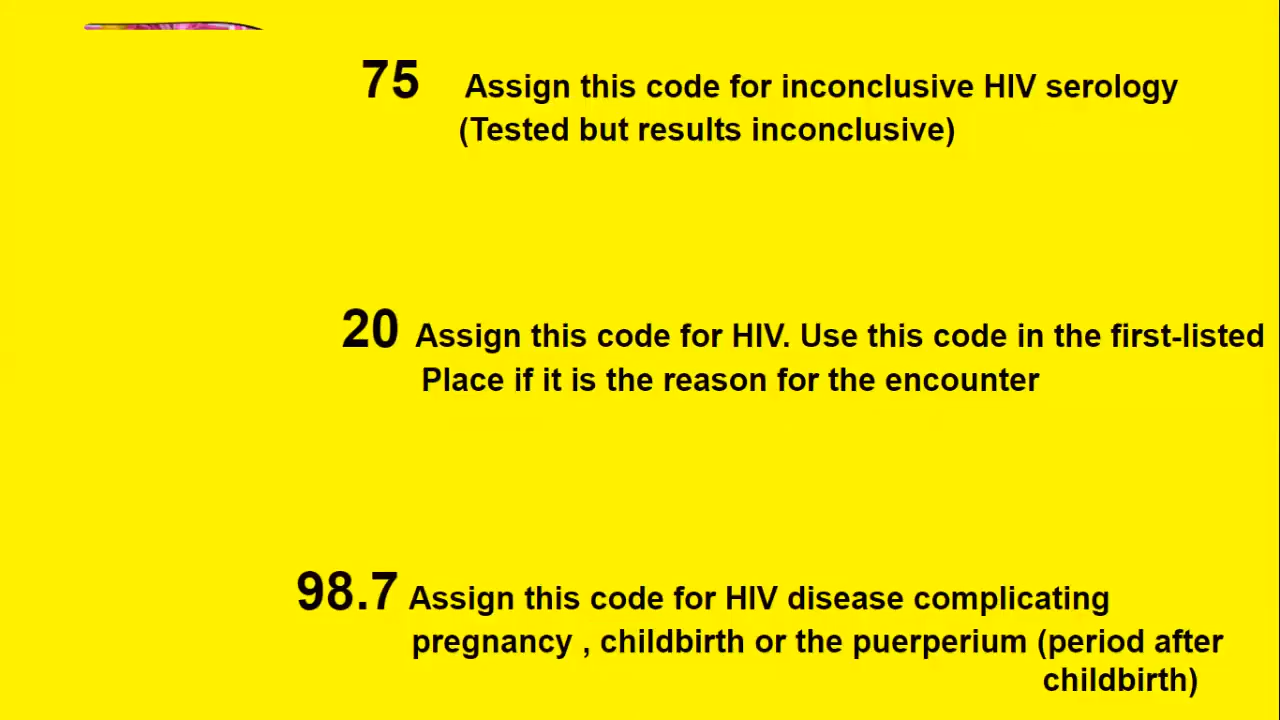 75 Assign this code for inconclusive HIV serology
(Tested but results inconclusive)
20 Assign this code for HIV. Use this code in the first-listed
Place if it is the reason for the encounter
98.7 Assign this code for HIV disease complicating
pregnancy , childbirth or the puerperium (period after
childbirth)